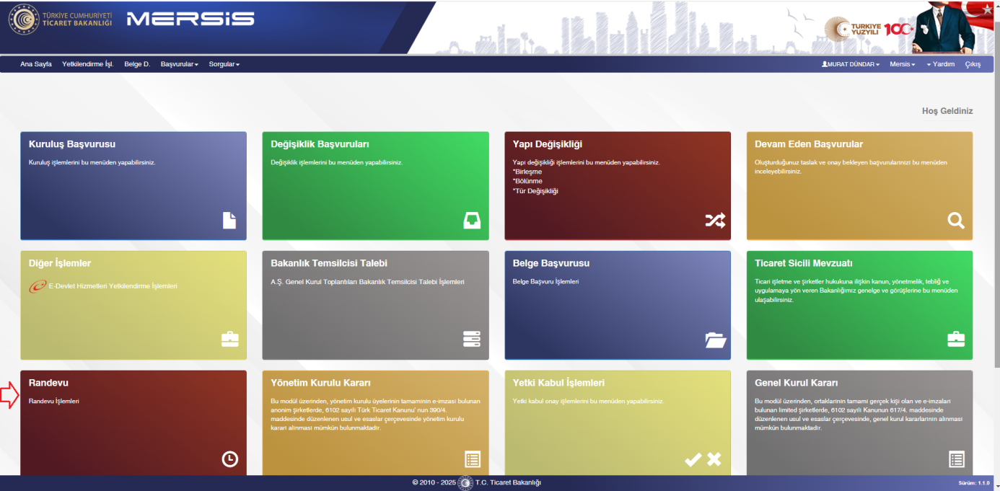 TÜRKİYE CUMHURİYETİ
TİCARET BAKANLIĞI
MERSiS
TÜRKİYE
YÜZYILI
100
Ana Sayfa Yetkilendirme İşl. Belge D. Başvurular Sorgular
MURAT DÜNDAR Mersis Yardım Çıkış
Hoş Geldiniz
Kuruluş Başvurusu
Kuruluş işlemlerini bu menüden yapabilirsiniz.
Değişiklik Başvuruları
Değişiklik işlemlerini bu menüden yapabilirsiniz.
Yapı Değişikliği
Yapı değişikliği işlemlerini bu menüden yapabilirsiniz.
*Birleşme
*Bölünme
*Tür Değişikliği
Devam Eden Başvurular
Oluşturduğunuz taslak ve onay bekleyen başvurularınızı bu menüden
inceleyebilirsiniz.
Diğer İşlemler
E-Devlet Hizmetleri Yetkilendirme İşlemleri
Bakanlık Temsilcisi Talebi
A.Ş. Genel Kurul Toplantıları Bakanlık Temsilcisi Talebi İşlemleri
Belge Başvurusu
Belge Başvuru İşlemleri
Ticaret Sicili Mevzuatı
Ticari işletme ve şirketler hukukuna ilişkin kanun, yönetmelik, tebliğ ve
uygulamaya yön veren Bakanlığımız genelge ve görüşlerine bu menüden
ulaşabilirsiniz.
Randevu
Randevu İşlemleri
Yönetim Kurulu Kararı
Bu modül üzerinden, yönetim kurulu üyelerinin tamamının e-imzası bulunan
anonim şirketlerde, 6102 sayılı Türk Ticaret Kanunu' nun 390/4.
maddesinde düzenlenen usul ve esaslar çerçevesinde yönetim kurulu
kararı alınması mümkün bulunmaktadır.
Yetki Kabul İşlemleri
Yetki kabul onay işlemlerini bu menüden yapabilirsiniz.
Genel Kurul Kararı
Bu modül üzerinden, ortaklarının tamamı gerçek kişi olan ve e-imzaları
bulunan limited şirketlerde, 6102 sayılı Kanunun 617/4. maddesinde
düzenlenen usul ve esaslar çerçevesinde, genel kurul kararlarının alınması
mümkün bulunmaktadır.
© 2010 - 2025 T.C. Ticaret Bakanlığı
Sürüm: 1.1.0